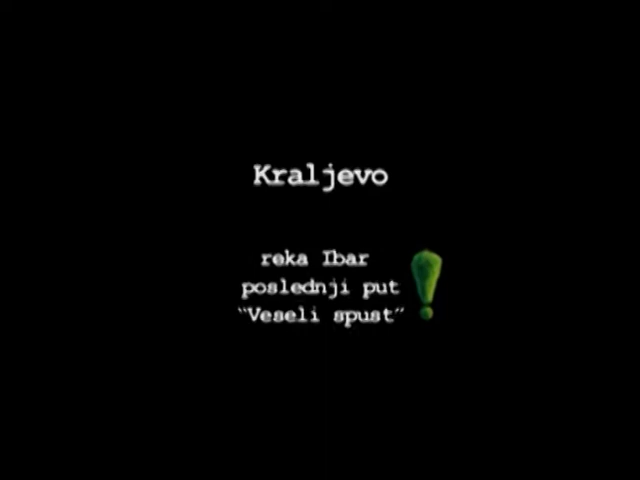 Kraljevo
reka Ibar
poslednji put
“Veseli spust” !